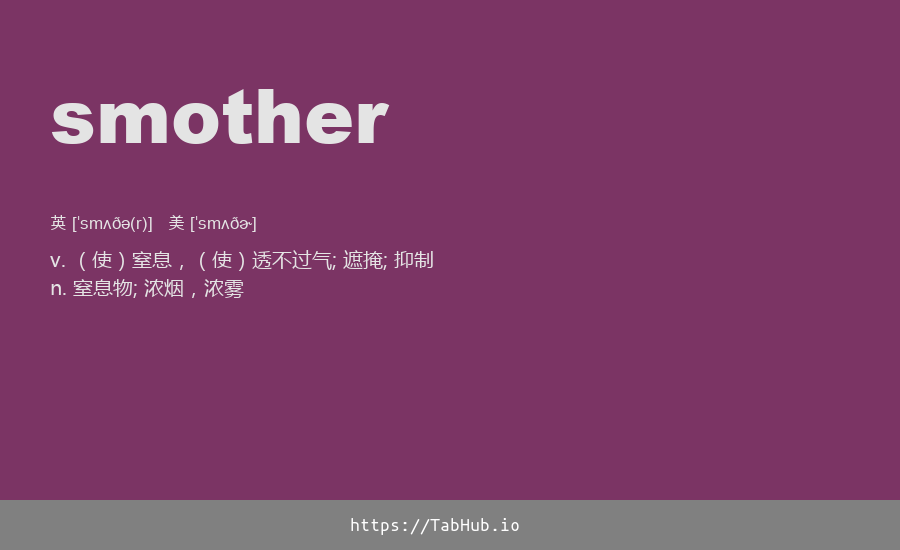 smother
英 [ˈsmʌðə(r)] 美 [ˈsmʌðɚ]
v. （使）窒息，（使）透不过气; 遮掩; 抑制
n. 窒息物; 浓烟，浓雾
https://TabHub.io